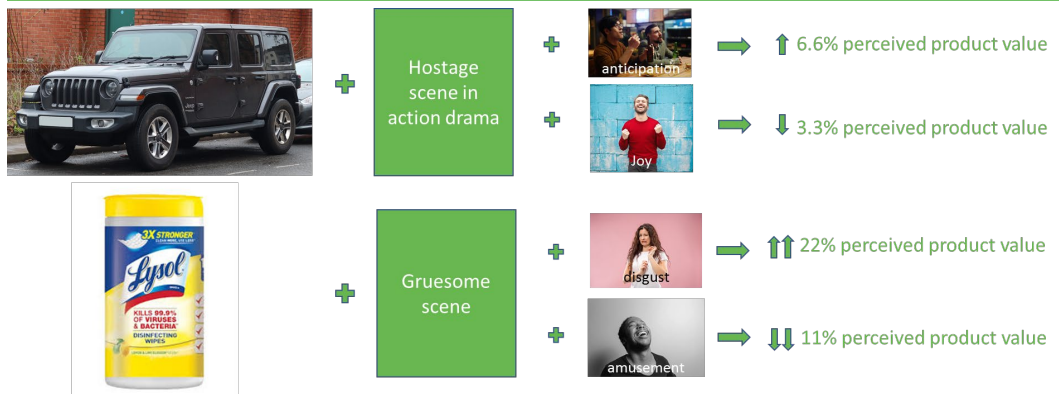 Hostage
scene in
action drama
anticipation
6.6% perceived product value
Joy
3.3% perceived product value
3X STRONGER
Lysol
KILLS 99.9%
OF VIRUSES
& BACTERIA
DISINFECTING
WIPES
Gruesome
scene
disgust
22% perceived product value
amusement
11% perceived product value